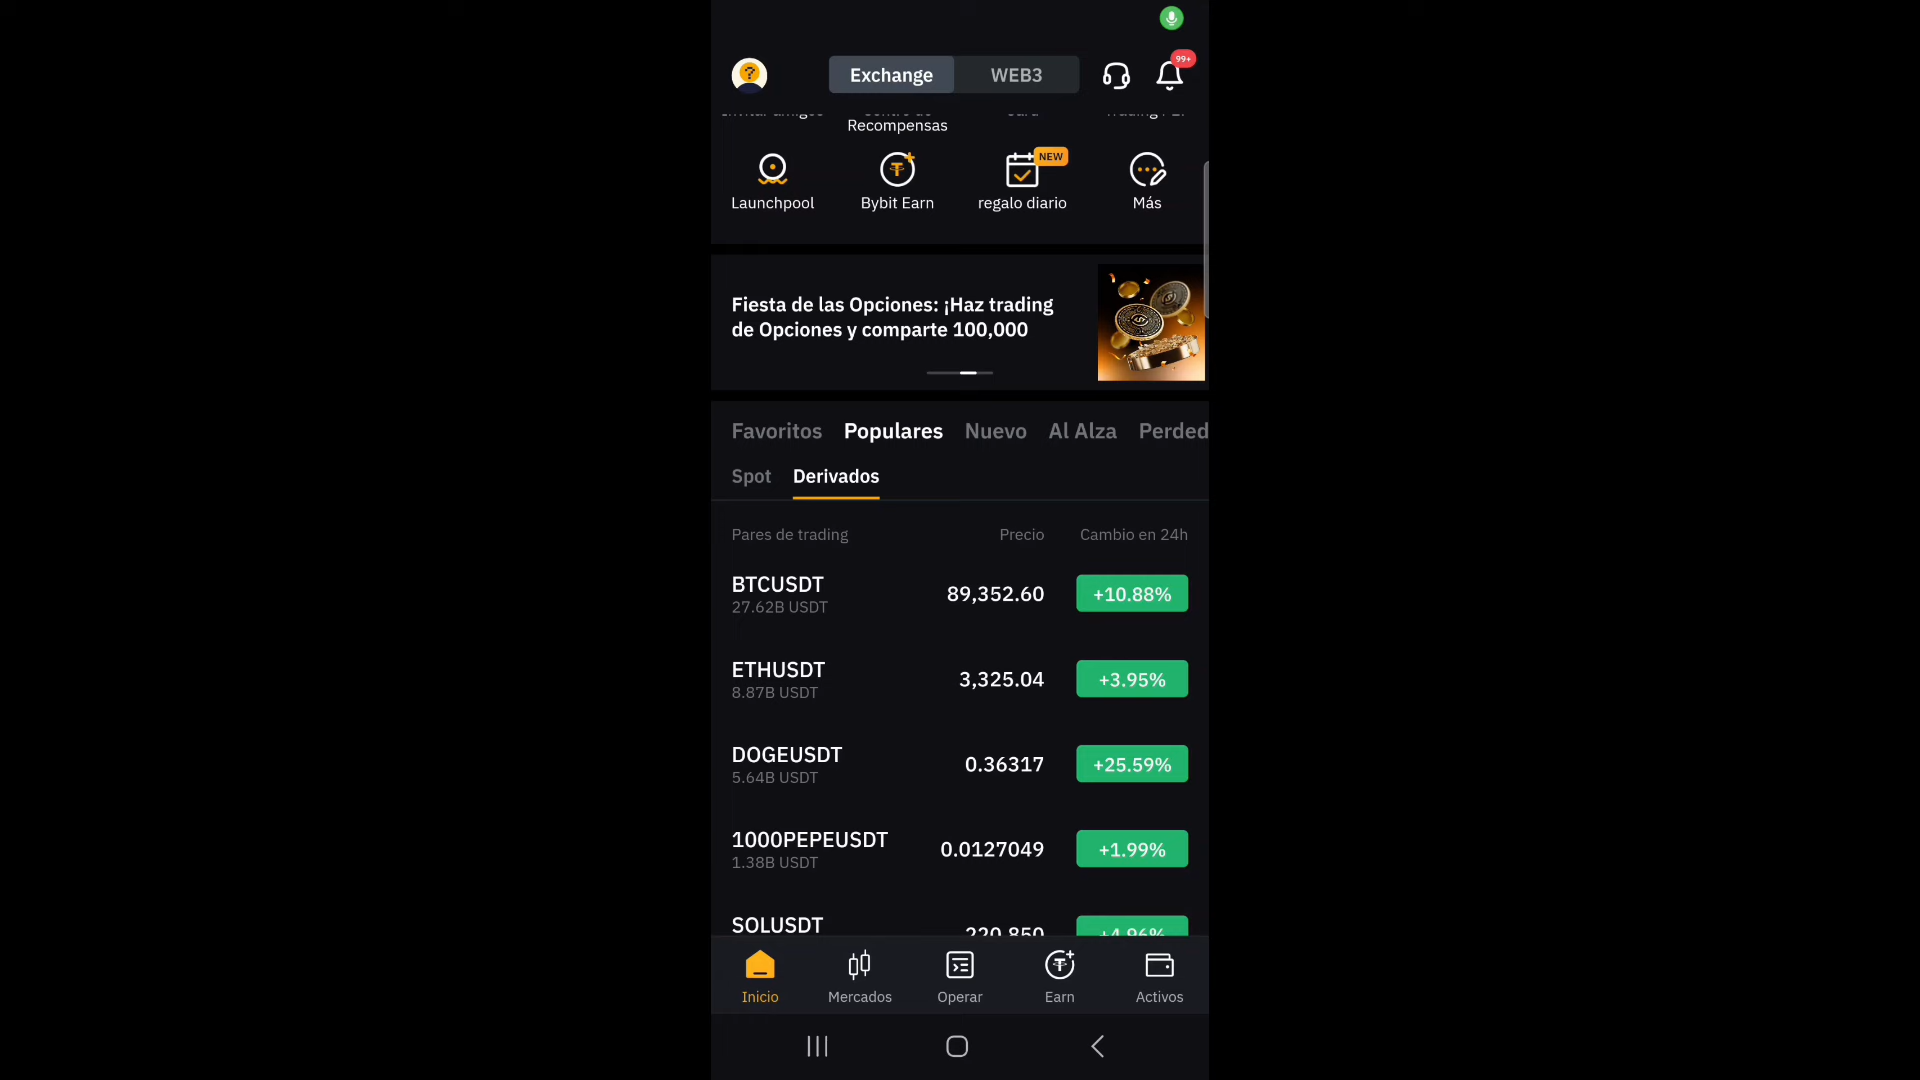 99+
Exchange
WEB3
Recompensas
NEW
Launchpool
Bybit Earn
regalo diario
Más
Fiesta de las Opciones: ¡Haz trading
de Opciones y comparte 100,000
Favoritos
Populares
Nuevo
Al Alza
Perded
Spot
Derivados
Pares de trading
Precio
Cambio en 24h
BTCUSDT
27.62B USDT
89,352.60
+10.88%
ETHUSDT
8.87B USDT
3,325.04
+3.95%
DOGEUSDT
5.64B USDT
0.36317
+25.59%
1000PEPEUSDT
1.38B USDT
0.0127049
+1.99%
SOLUSDT
220.850
+4.96%
Inicio
Mercados
Operar
Earn
Activos